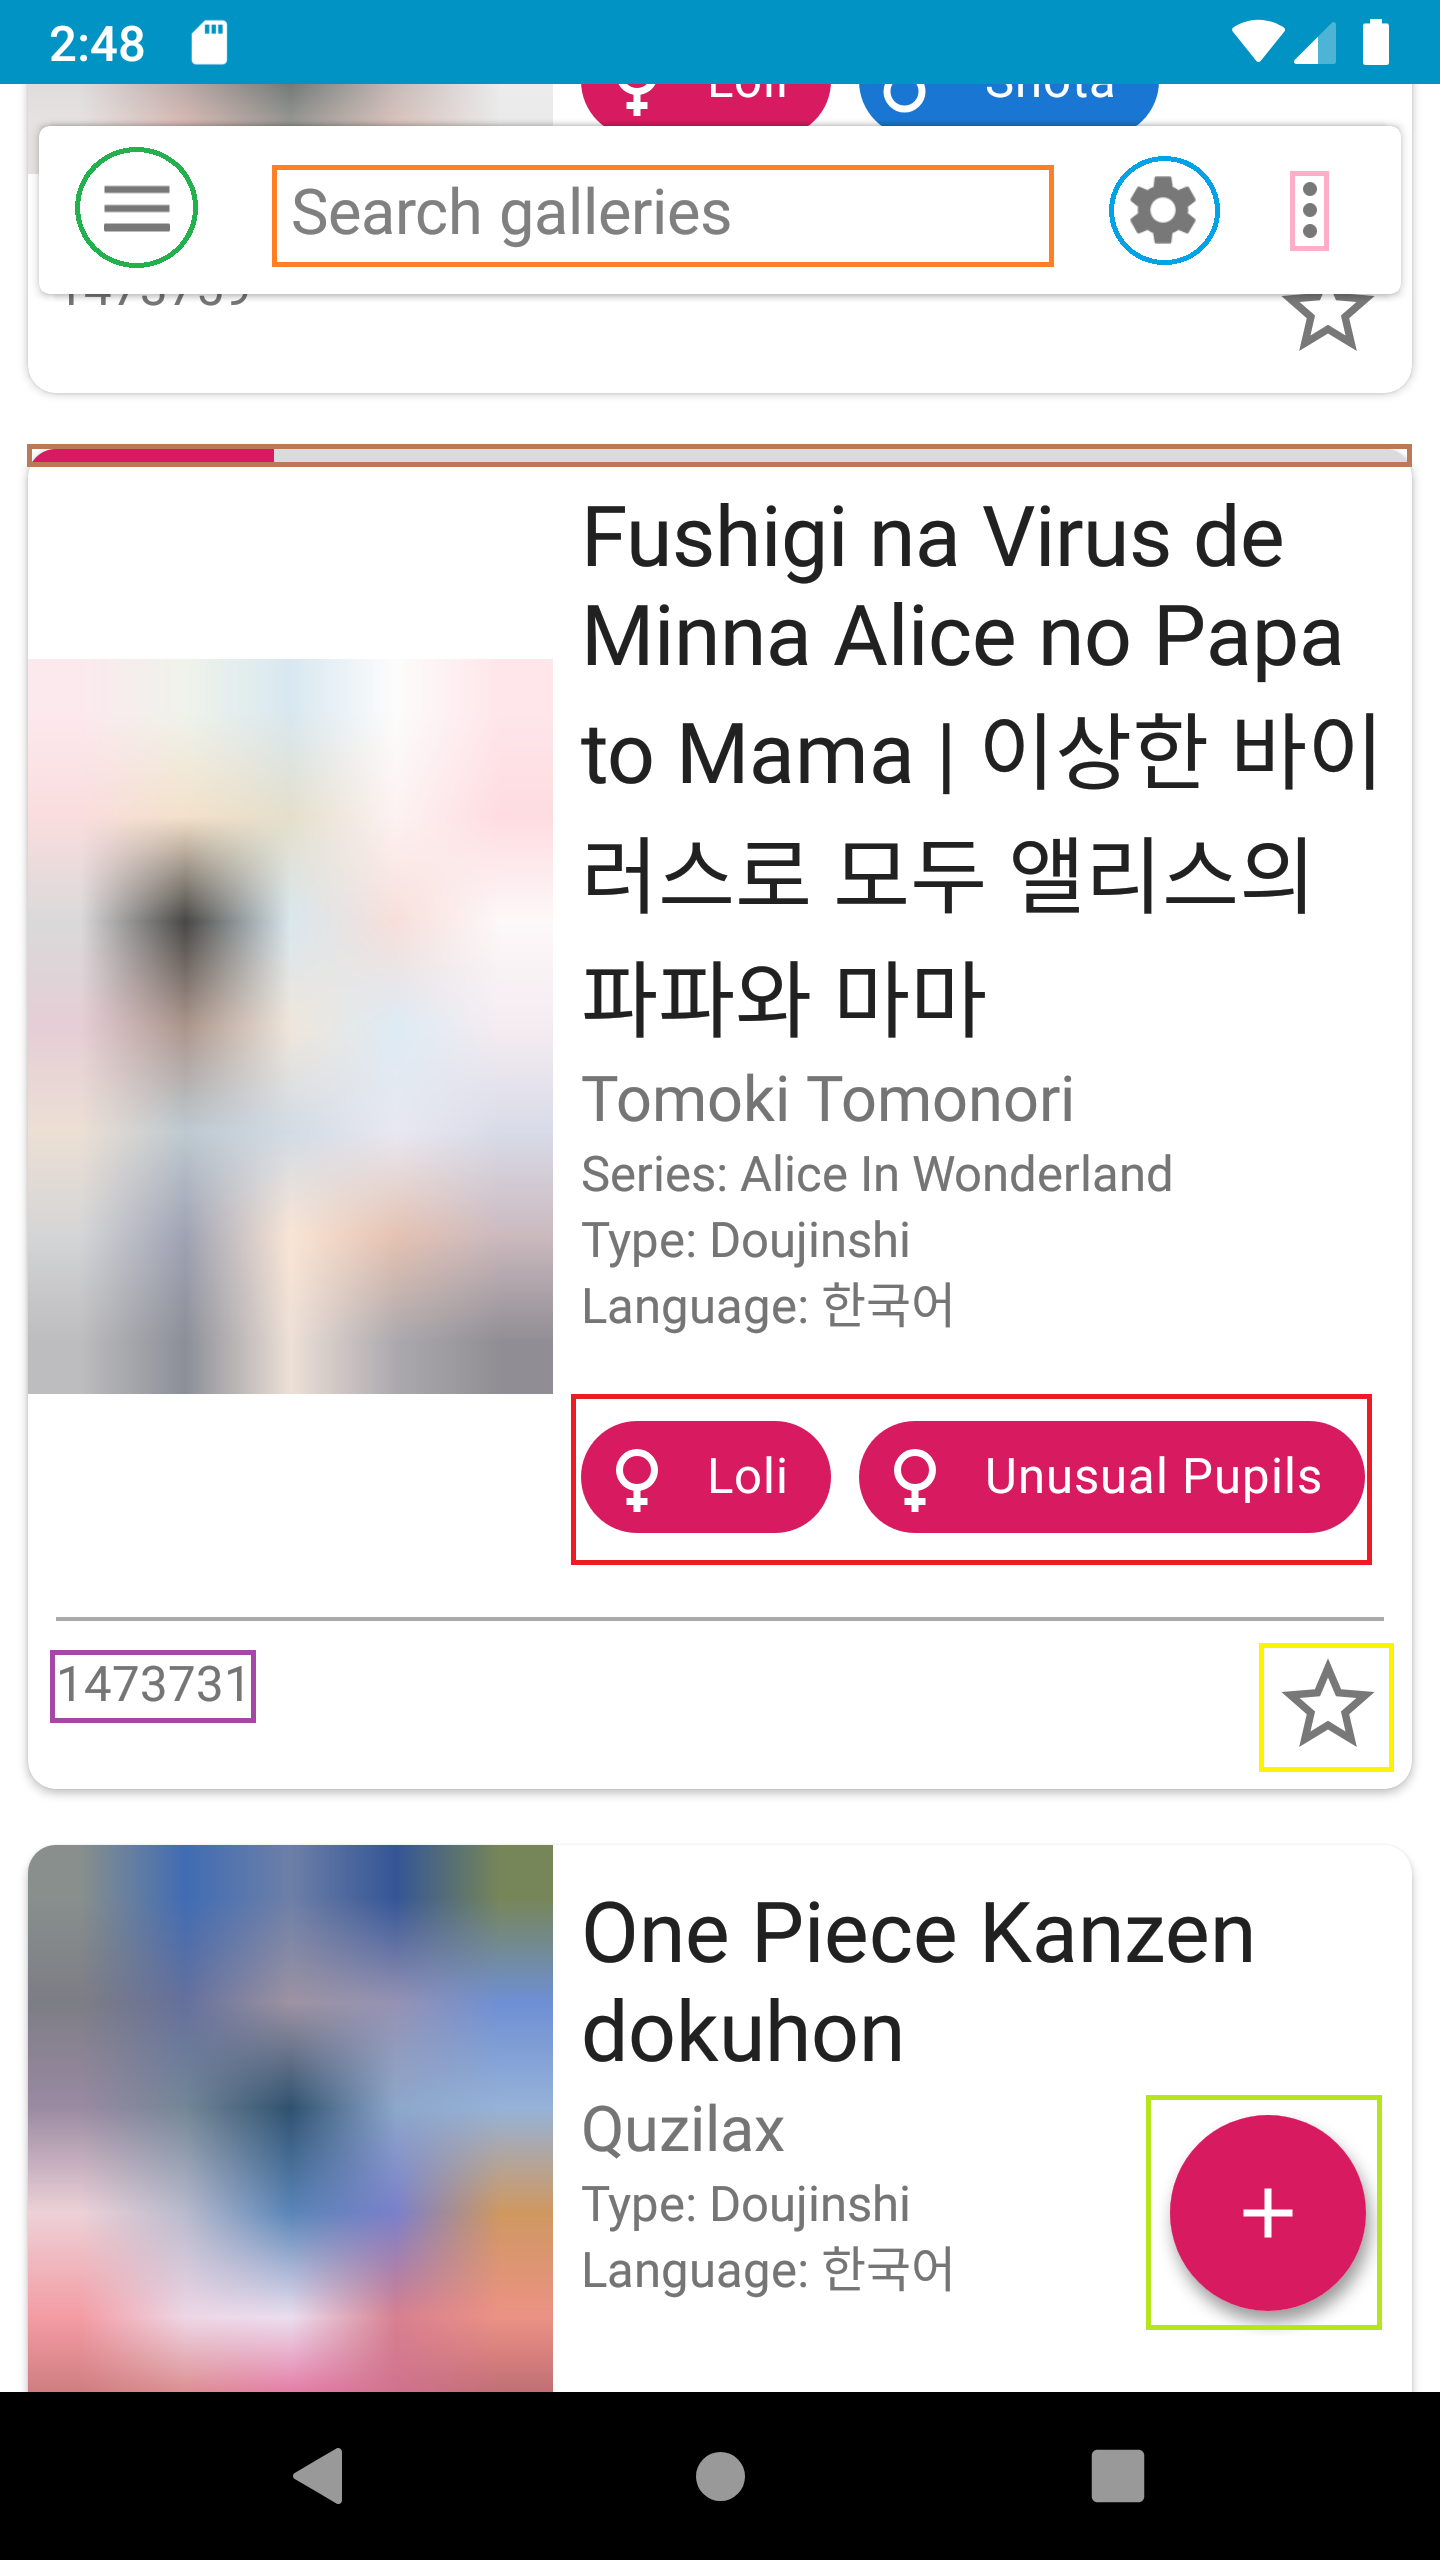 2:48
Search galleries
Fushigi na Virus de
Minna Alice no Papa
to Mama | 이상한 바이
러스로 모두 앨리스의
파파와 마마
Tomoki Tomonori
Series: Alice In Wonderland
Type: Doujinshi
Language: 한국어
Loli Unusual Pupils
1473731
One Piece Kanzen
dokuhon
Quzilax
Type: Doujinshi
Language: 한국어